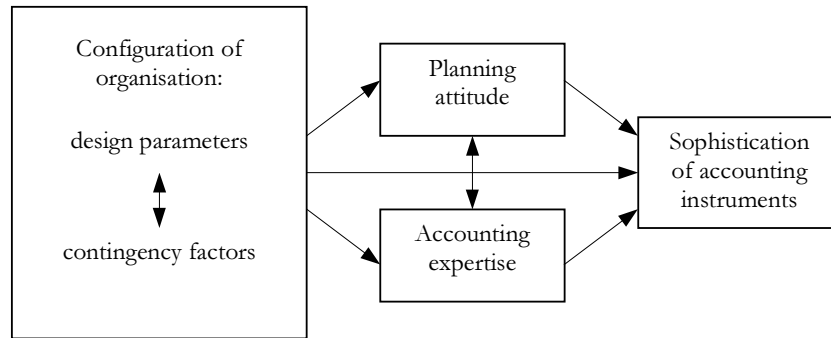 Configuration of
organisation:
design parameters
contingency factors
Planning
attitude
Accounting
expertise
Sophistication
of accounting
instruments